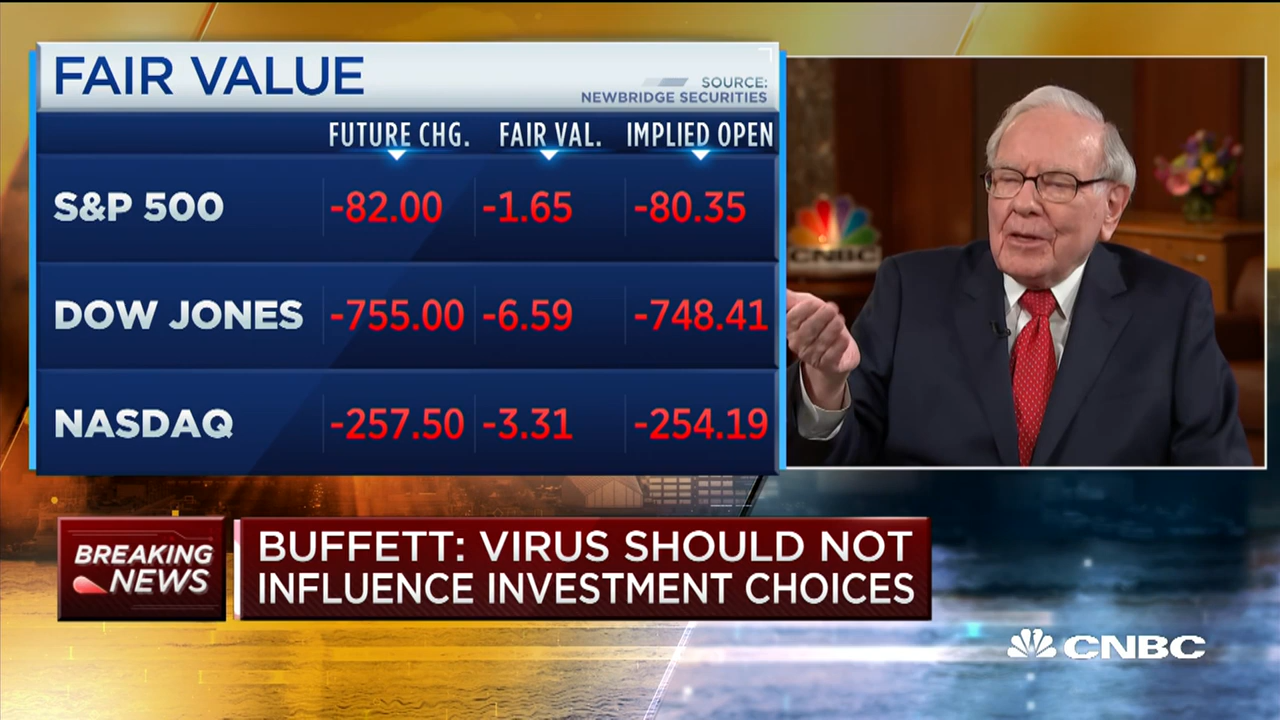 FAIR VALUE
SOURCE:
NEWBRIDGE SECURITIES
FUTURE CHG. FAIR VAL. IMPLIED OPEN
S&P 500 -82.00 -1.65 -80.35
DOW JONES -755.00 -6.59 -748.41
NASDAQ -257.50 -3.31 -254.19
CNBC
BREAKING
NEWS
BUFFETT: VIRUS SHOULD NOT
INFLUENCE INVESTMENT CHOICES
CNBC